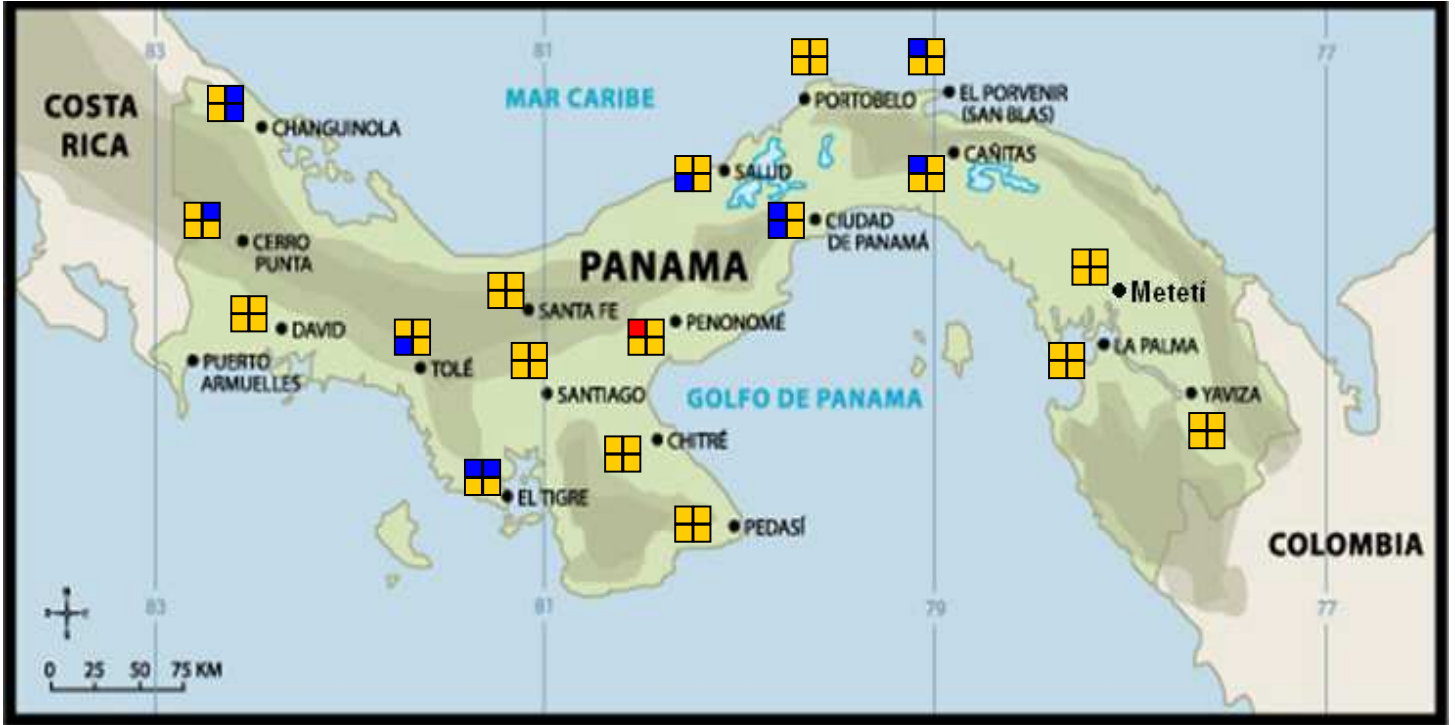 83
81
77
COSTA
RICA
MAR CARIBE
PORTOBELO
EL PORVENIR
(SAN BLAS)
CHANGUINOLA
CAÑITAS
SALUD
CIUDAD
DE PANAMÁ
CERRO
PUNTA
PANAMA
Metetí
SANTA FE
PENONOMÉ
DAVID
LA PALMA
PUERTO
ARMUELLES
TOLÉ
SANTIAGO
GOLFO DE PANAMA
YAVIZA
CHITRÉ
EL TIGRE
PEDASÍ
COLOMBIA
83
81
79
77
0 25 50 75 KM